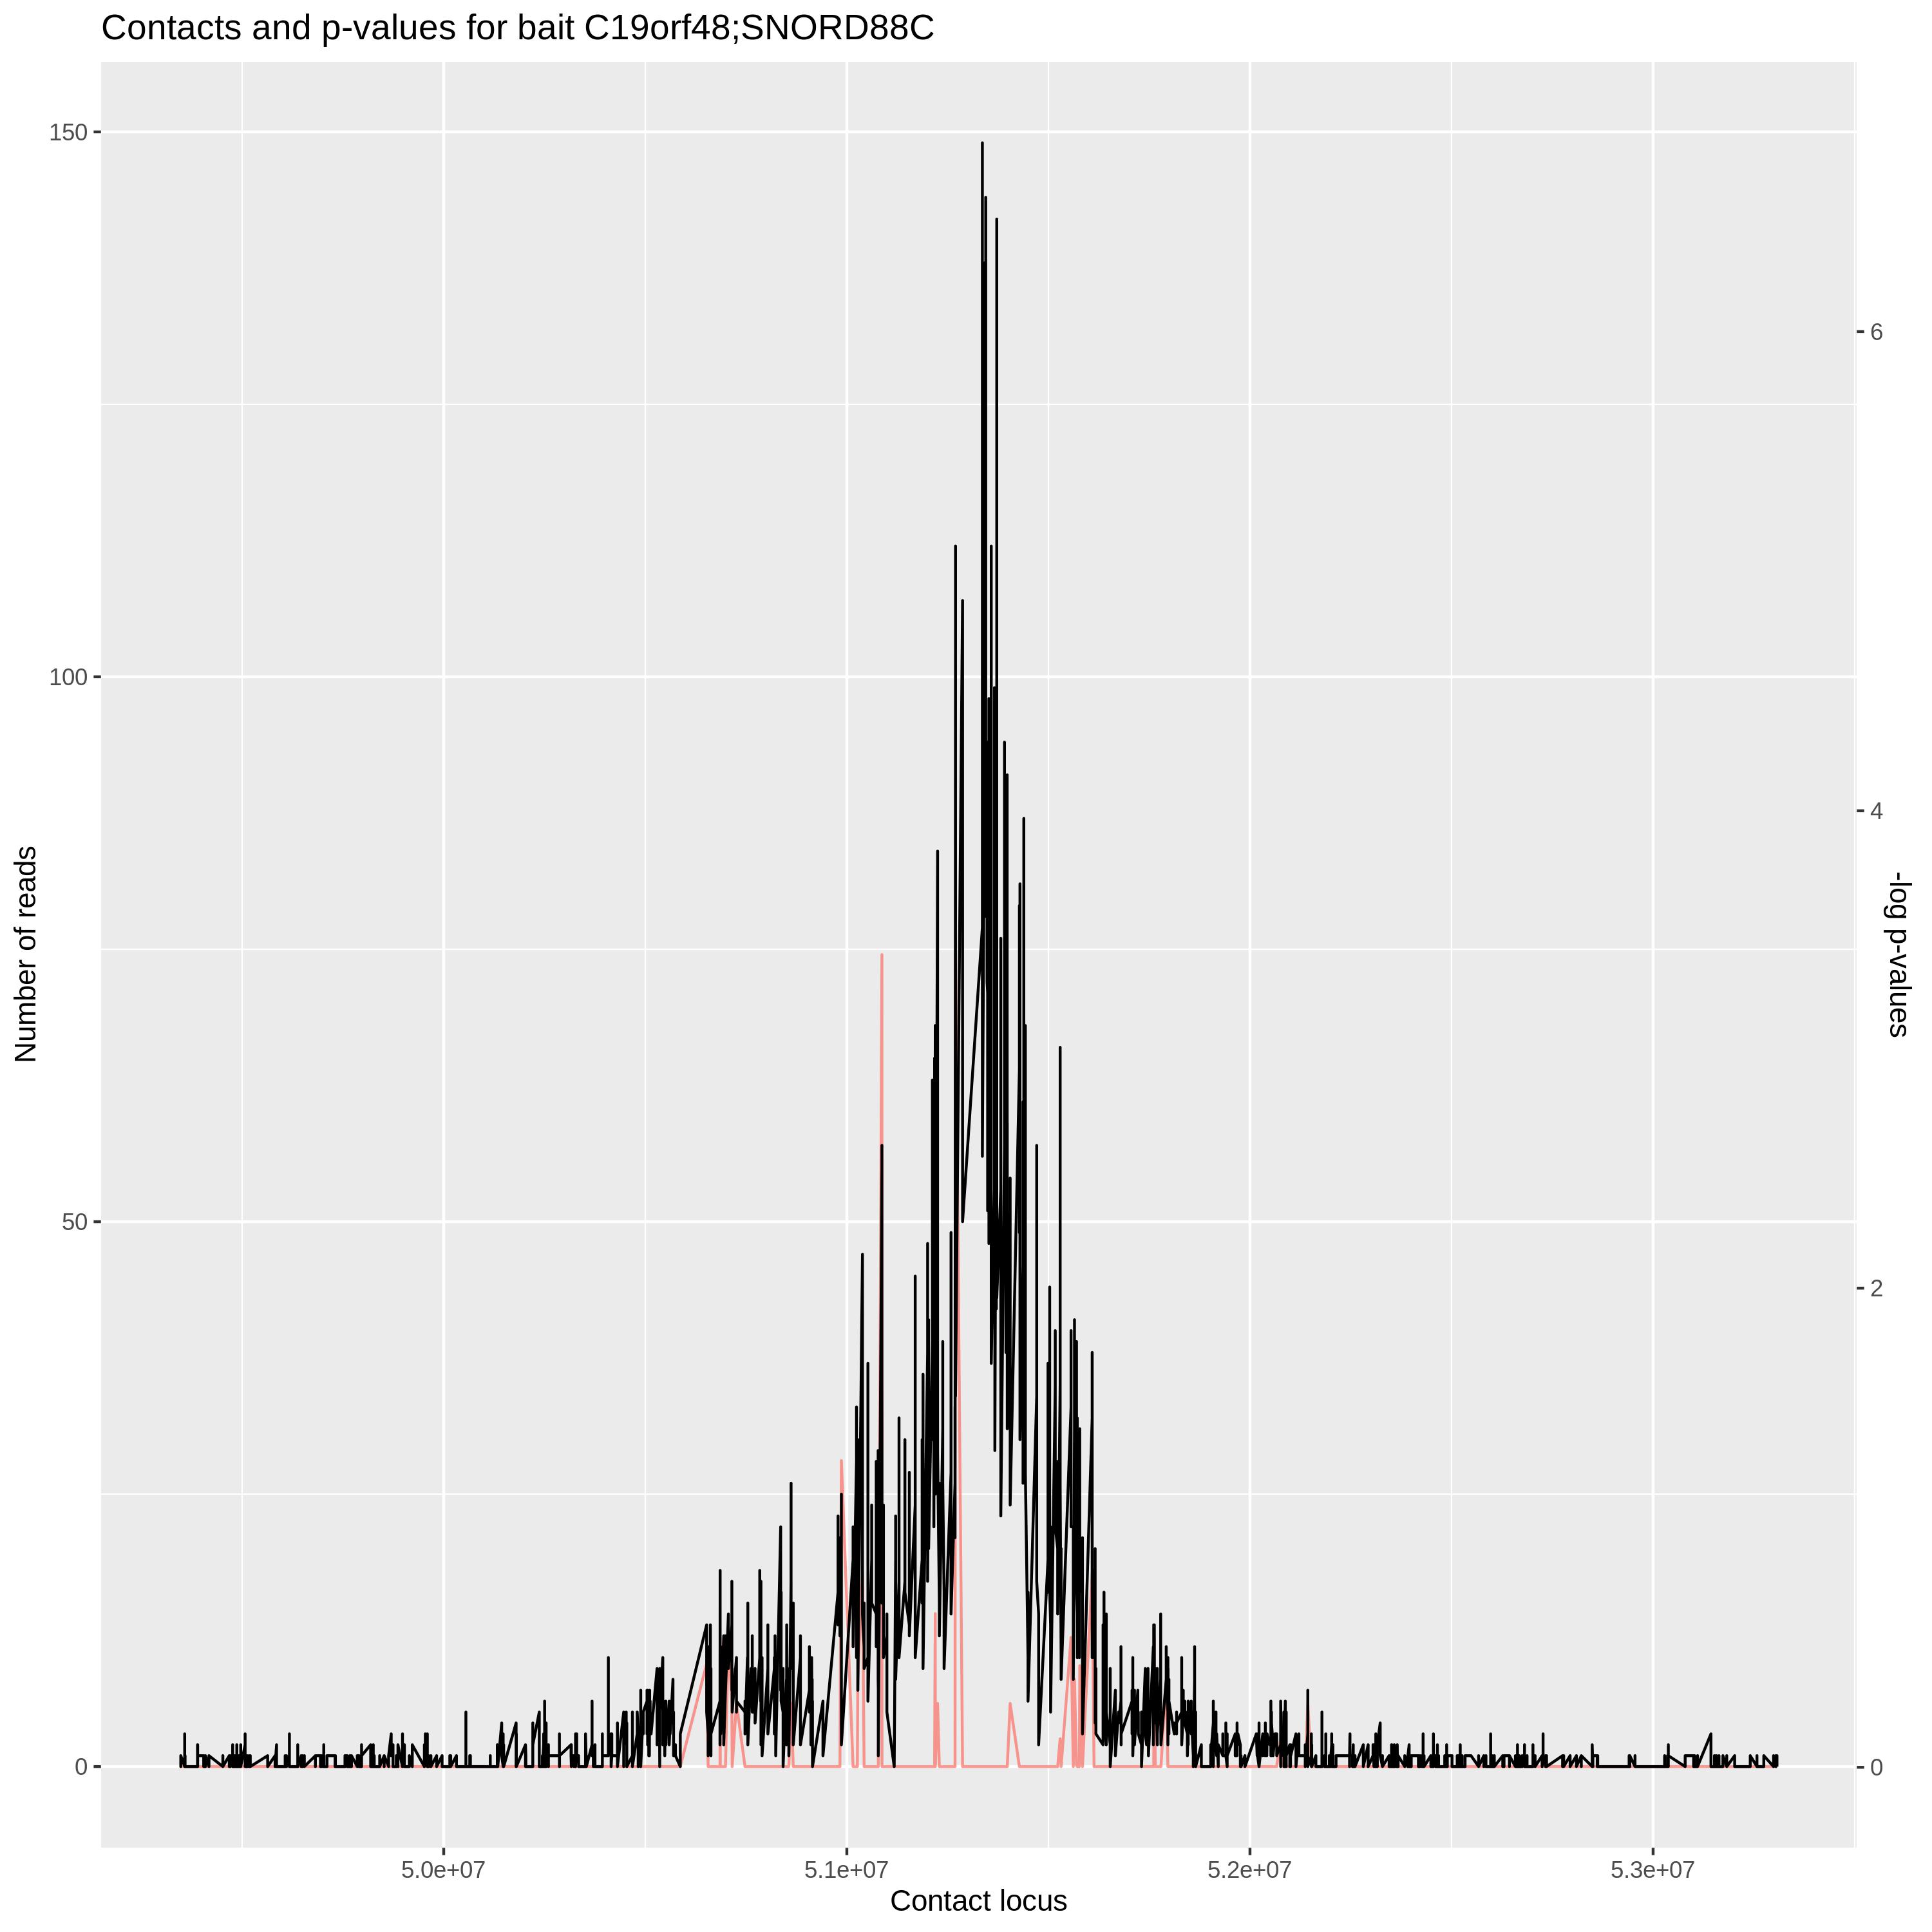 Contacts and p-values for bait C19orf48;SNORD88C
150
100
50
0
Number of reads
6
4
2
0
-log p-values
5.0e+07 5.1e+07 5.2e+07 5.3e+07
Contact locus